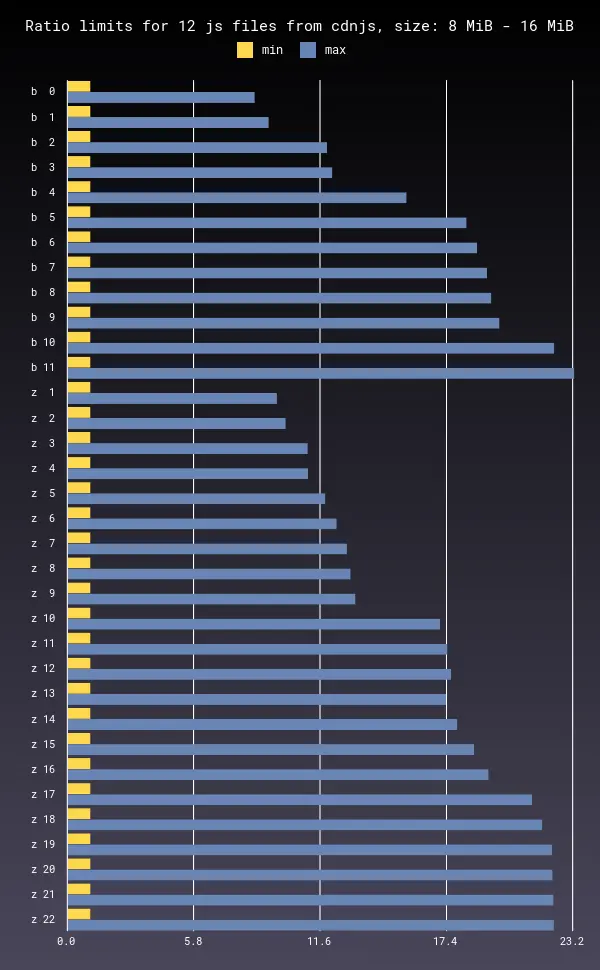 Ratio limits for 12 js files from cdnjs, size: 8 MiB - 16 MiB
min max
b 0
b 1
b 2
b 3
b 4
b 5
b 6
b 7
b 8
b 9
b 10
b 11
z 1
z 2
z 3
z 4
z 5
z 6
z 7
z 8
z 9
z 10
z 11
z 12
z 13
z 14
z 15
z 16
z 17
z 18
z 19
z 20
z 21
z 22
0.0 5.8 11.6 17.4 23.2